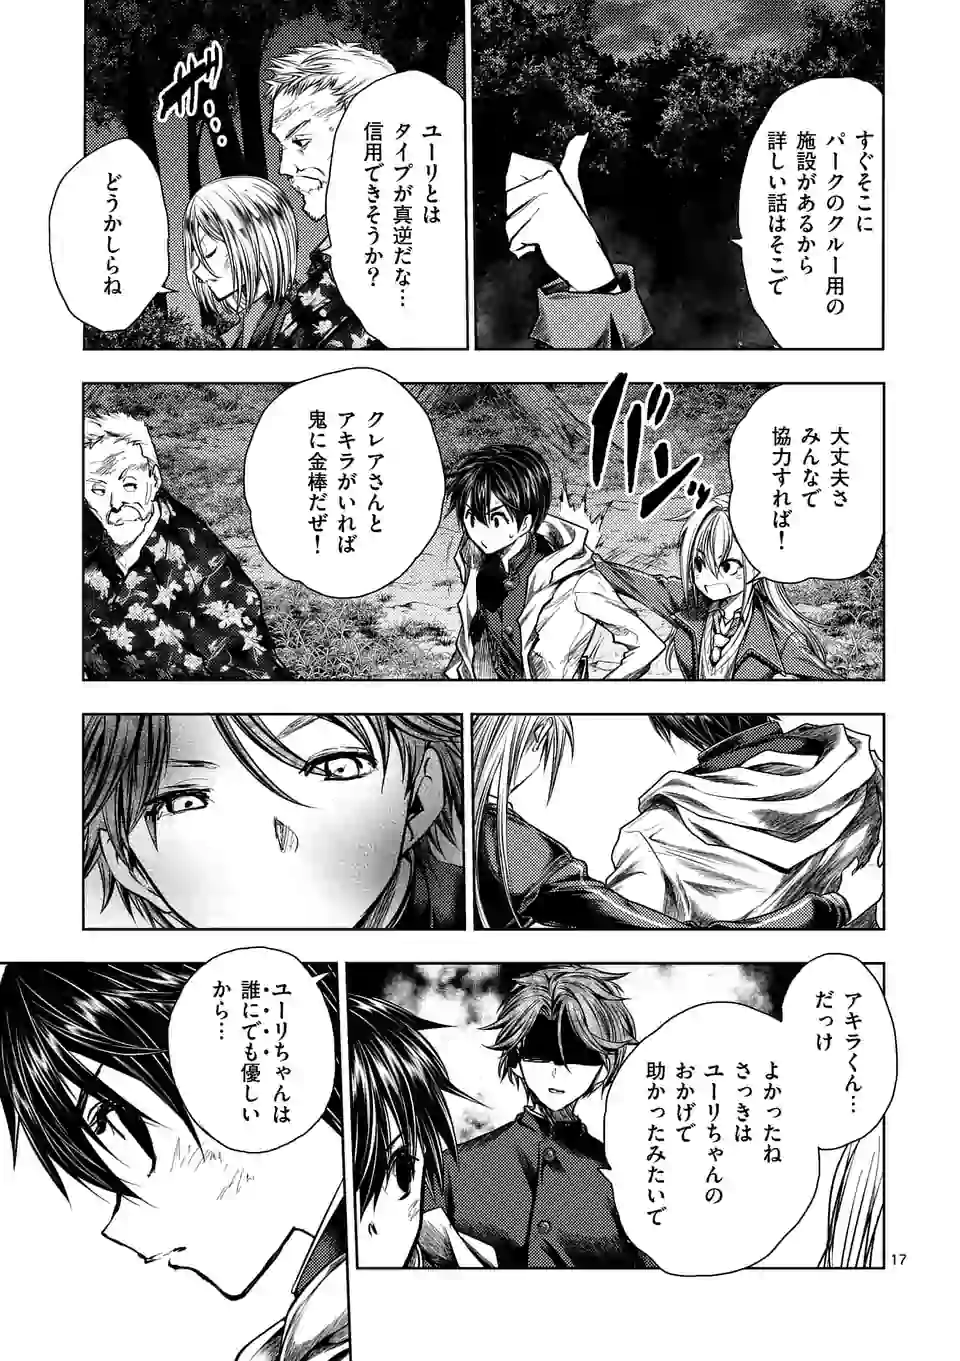 すぐそこに
パークのクルー用の
施設があるから
詳しい話はそこで
ユーリとは
タイプが真逆だな…
信用できそうか？
ザ…
どうかしらね
大丈夫さ
みんなで
協力すれば！
バッ
クレアさんと
アキラがいれば
鬼に金棒だぜ！
アキラくん…
だっけ
よかったね
さっきは
ユーリちゃんの
おかげで
助かったみたいで
ユーリちゃんは
誰にでも優しい
から…
17